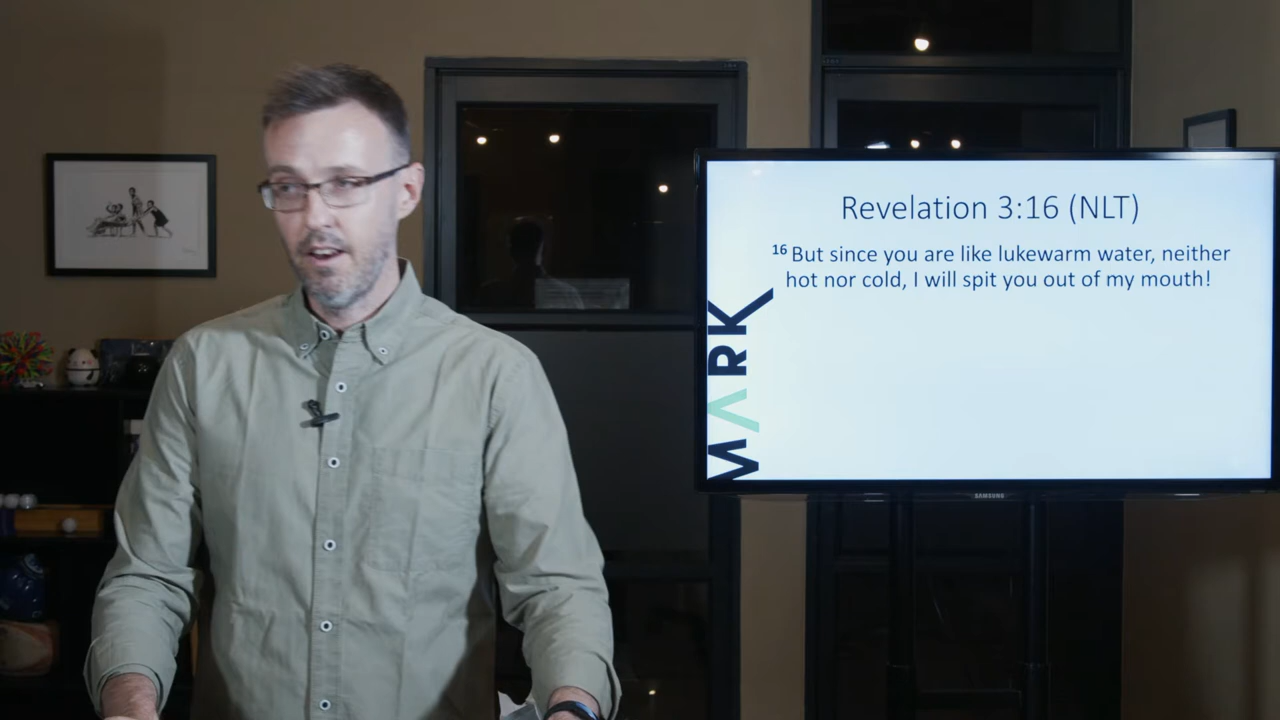 Revelation 3:16 (NLT)
16 But since you are like lukewarm water, neither
hot nor cold, I will spit you out of my mouth!
MARK
SAMSUNG